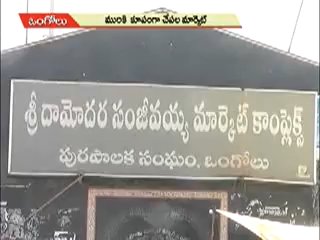 ఒంగోలు
మురికి కూపంగా చేపల మార్కెట్
శ్రీ దామోదర సంజీవయ్య మార్కెట్ కాంప్లెక్స్
పురపాలక సంఘం, ఒంగోలు